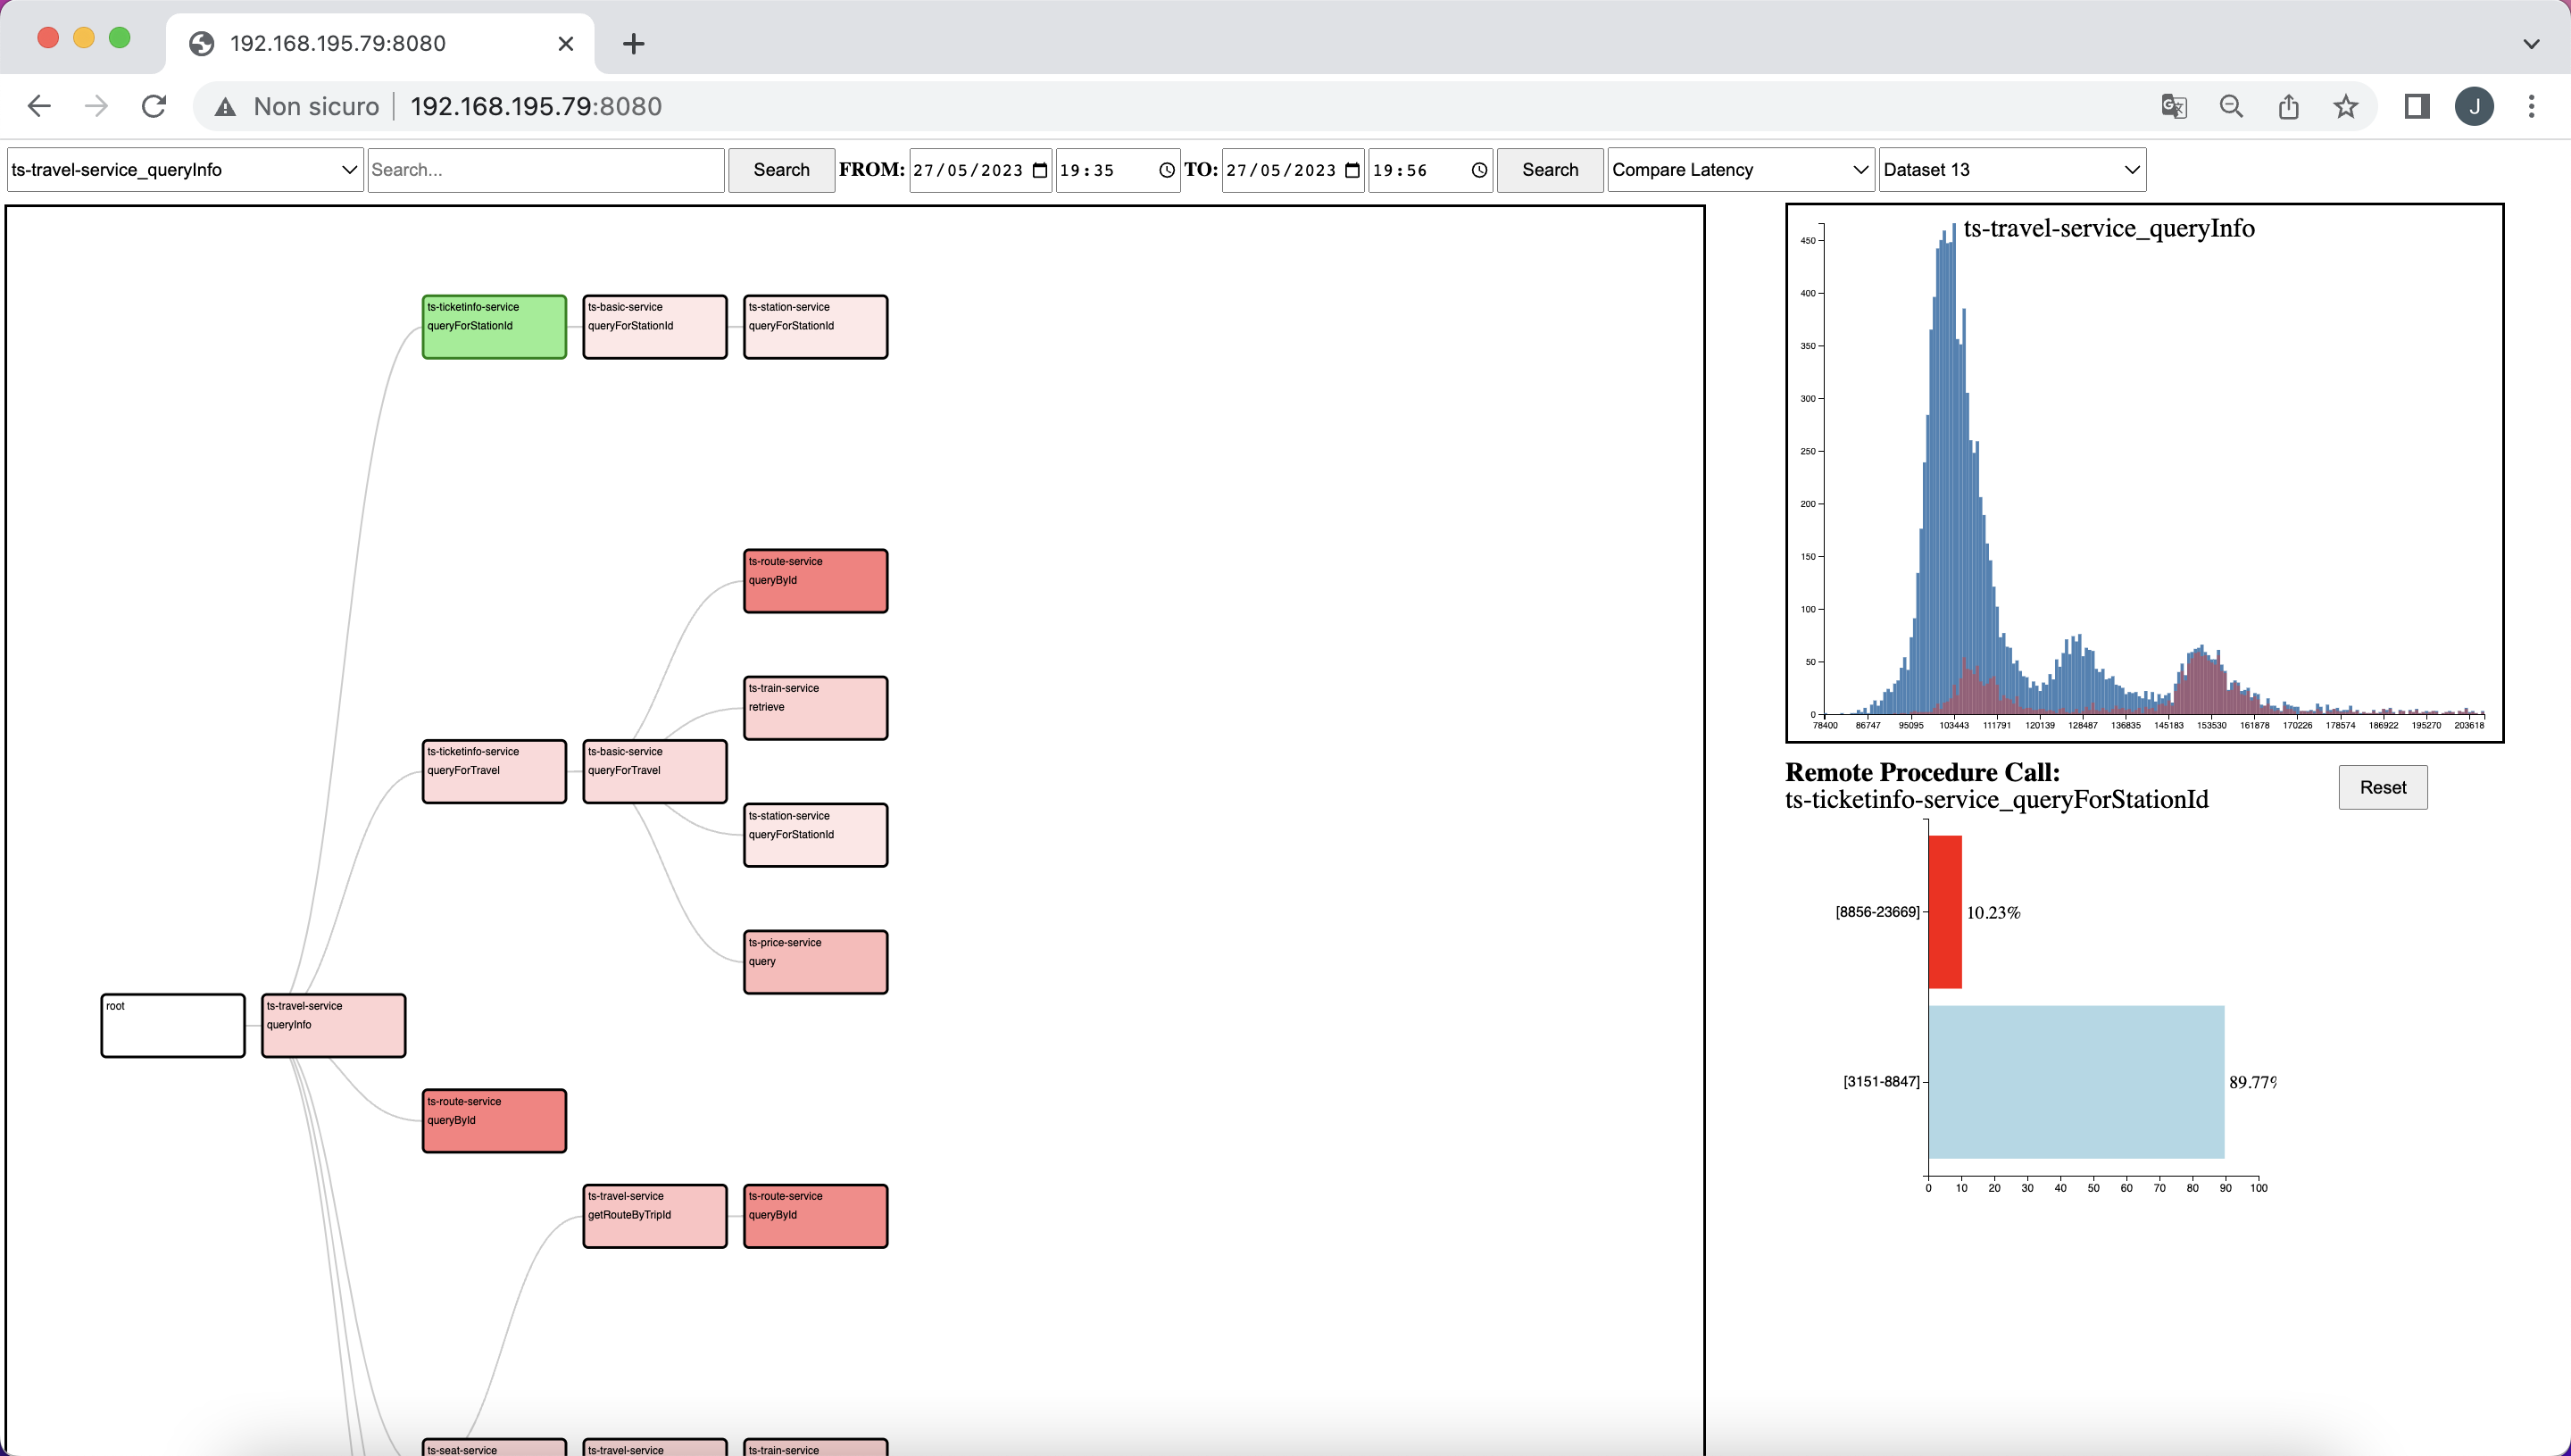 192.168.195.79:8080
Non sicuro
192.168.195.79:8080
J
ts-travel-service_queryInfo
Search...
Search
FROM:
27/05/2023
19:35
TO:
27/05/2023
19:56
Search
Compare Latency
Dataset 13
ts-ticketinfo-service
queryForStationId
ts-basic-service
queryForStationId
ts-station-service
queryForStationId
ts-route-service
queryById
ts-train-service
retrieve
ts-ticketinfo-service
queryForTravel
ts-basic-service
queryForTravel
ts-station-service
queryForStationId
ts-price-service
query
root
ts-travel-service
queryInfo
ts-route-service
queryById
ts-travel-service
getRouteByTripId
ts-route-service
queryById
ts-seat-service
ts-travel-service
ts-train-service
ts-travel-service_queryInfo
450
400
350
300
250
200
150
100
50
0
78400 86747 95095 103443 111791 120139 128487 136835 145183 153530 161878 170226 178574 186922 195270 203618
Remote Procedure Call:
ts-ticketinfo-service_queryForStationId
Reset
[8856-23669]
10.23%
[3151-8847]
89.77%
0 10 20 30 40 50 60 70 80 90 100